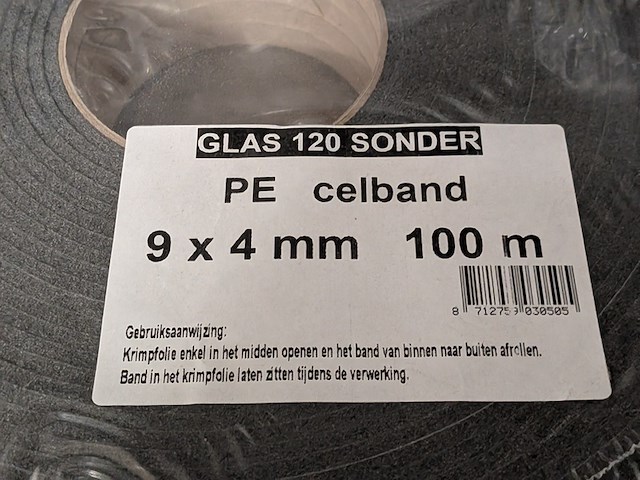 GLAS 120 SONDER
PE celband
9 x 4 mm 100 m
8 712759 030505
Gebruiksaanwijzing:
Krimpfolie enkel in het midden openen en het band van binnen naar buiten afrollen.
Band in het krimpfolie laten zitten tijdens de verwerking.